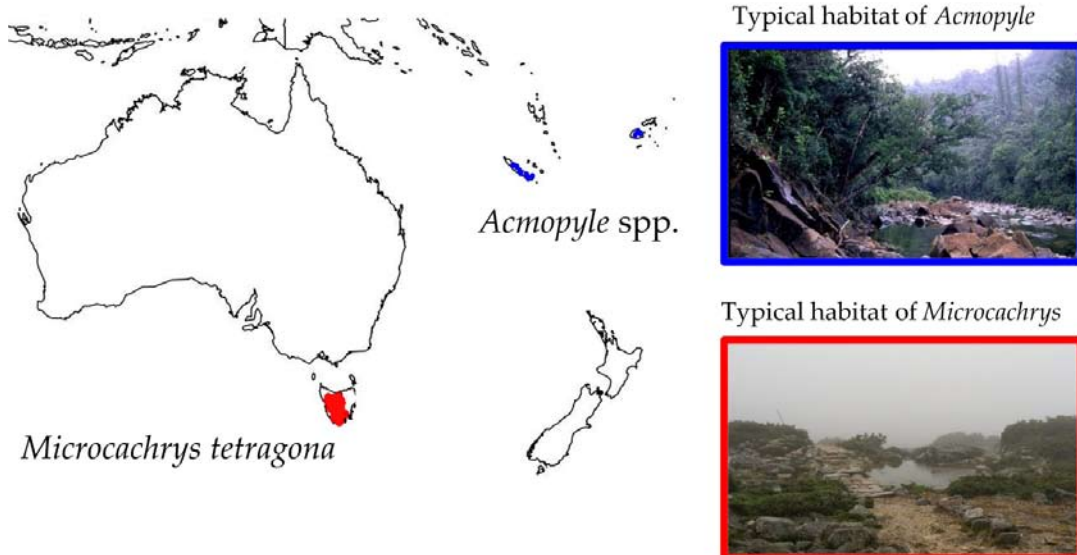 Typical habitat of Acmopyle
Acmopyle spp.
Typical habitat of Microcachrys
Microcachrys tetragona